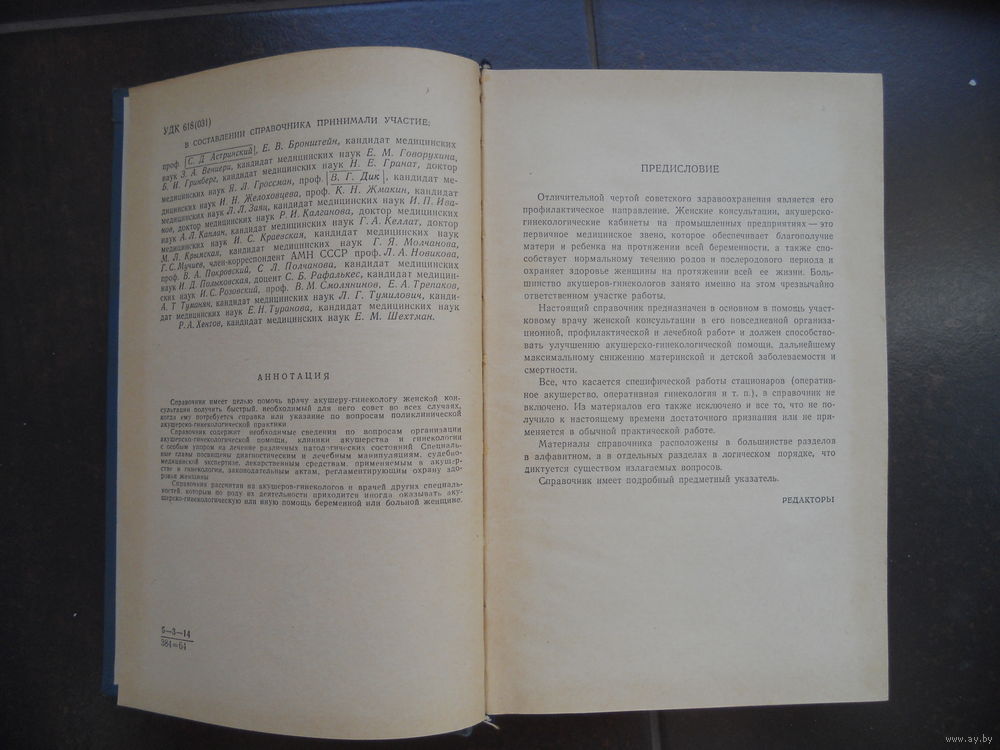 УДК 618(031)
В СОСТАВЛЕНИИ СПРАВОЧНИКА ПРИНИМАЛИ УЧАСТИЕ:
проф. С. Д. Астринский, Е. В. Бронштейн, кандидат медицинских
наук З. А. Венцери, кандидат медицинских наук Е. М. Говорухина,
Б. И. Гринберг, кандидат медицинских наук Н. Е. Гранат, доктор
медицинских наук Я. Л. Гроссман, проф. В. Г. Дик, кандидат ме-
дицинских наук И. Н. Желоховцева, проф. К. Н. Жмакин, кандидат
медицинских наук Л. Л. Заяц, кандидат медицинских наук И. П. Ива-
нов, доктор медицинских наук Р. И. Калганова, доктор медицинских
наук А. Л. Каплан, кандидат медицинских наук Г. А. Келлат, доктор
медицинских наук И. С. Краевская, кандидат медицинских наук
М. Л. Крымская, кандидат медицинских наук Г. Я. Молчанова,
Г. С. Мучиев, член-корреспондент АМН СССР проф. Л. А. Новикова,
проф. В. А. Покровский, С. Л. Полчанова, кандидат медицинских
наук И. Д. Полыховская, доцент С. Б. Рафалькес, кандидат медицин-
ских наук И. С. Розовский, проф. В. М. Смолянинов, Е. А. Трепаков,
А. Т. Туманян, кандидат медицинских наук Л. Г. Тумилович, канди-
дат медицинских наук Е. Н. Туранова, кандидат медицинских наук
Р. А. Хентов, кандидат медицинских наук Е. М. Шехтман.
АННОТАЦИЯ
Справочник имеет целью помочь врачу акушеру-гинекологу женской кон-
сультации получить быстрый, необходимый для него совет во всех случаях,
когда ему потребуется справка или указание по вопросам поликлинической
акушерско-гинекологической практики
Справочник содержит необходимые сведения по вопросам организации
акушерско-гинекологической помощи, клиники акушерства и гинекологии
с особым упором на лечение различных патологических состояний Специаль-
ные главы посвящены диагностическим и лечебным манипуляциям, судебно-
медицинской экспертизе, лекарственным средствам применяемым в акушер-
стве и гинекологии, законодательным актам, регламентирующим охрану здо-
ровья женщины
Справочник рассчитан на акушеров-гинекологов и врачей других специаль-
ностей, которым по роду их деятельности приходится иногда оказывать аку-
шерско-гинекологическую или иную помощь беременной или больной женщине.
5—3—14
384—64
ПРЕДИСЛОВИЕ
Отличительной чертой советского здравоохранения является его
профилактическое направление. Женские консультации, акушерско-
гинекологические кабинеты на промышленных предприятиях — это
первичное медицинское звено, которое обеспечивает благополучие
матери и ребенка на протяжении всей беременности, а также спо-
собствует нормальному течению родов и послеродового периода и
охраняет здоровье женщины на протяжении всей ее жизни. Боль-
шинство акушеров-гинекологов занято именно на этом чрезвычайно
ответственном участке работы.
Настоящий справочник предназначен в основном в помощь участ-
ковому врачу женской консультации в его повседневной организа-
ционной, профилактической и лечебной работе и должен способство-
вать улучшению акушерско-гинекологической помощи, дальнейшему
максимальному снижению материнской и детской заболеваемости и
смертности.
Все, что касается специфической работы стационаров (оператив-
ное акушерство, оперативная гинекология и т. п.), в справочник не
включено. Из материалов его также исключено и все то, что не по-
лучило к настоящему времени достаточного признания или не при-
меняется в обычной практической работе.
Материалы справочника расположены в большинстве разделов
в алфавитном, а в отдельных разделах в логическом порядке, что
диктуется существом излагаемых вопросов.
Справочник имеет подробный предметный указатель.
РЕДАКТОРЫ
www.ay.by